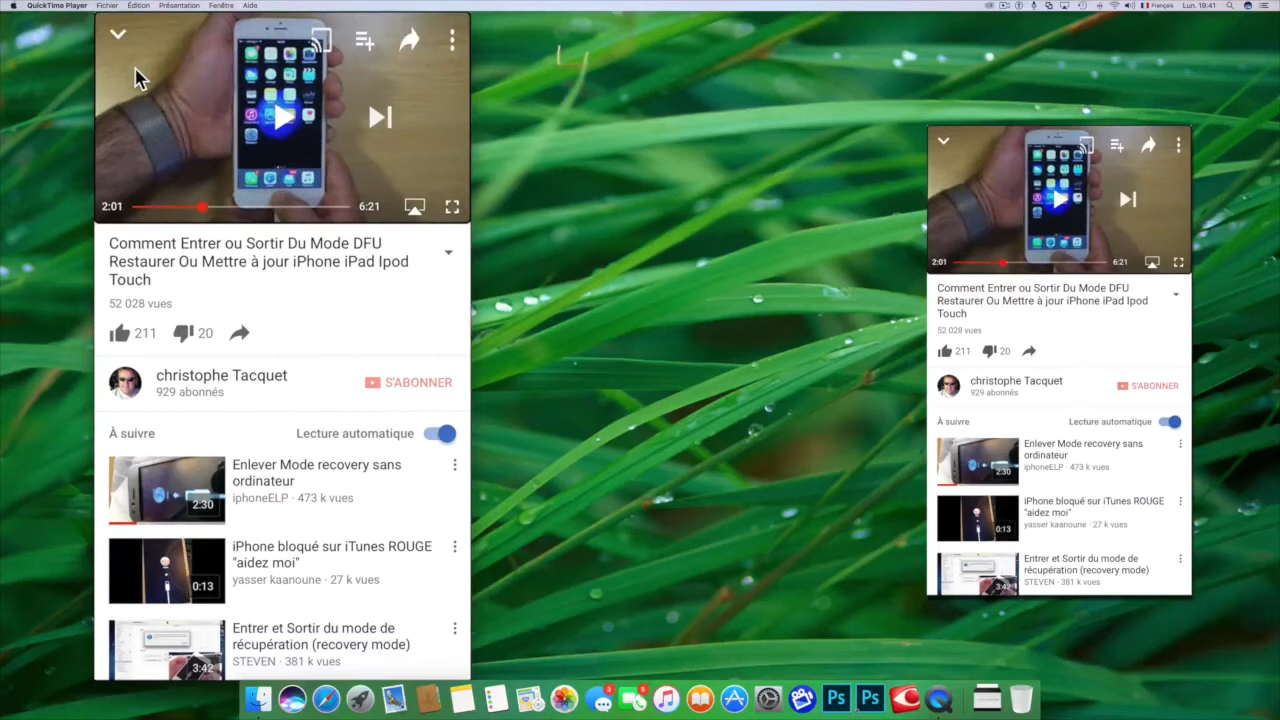 QuickTime Player Fichier Édition Présentation Fenêtre Aide
Français Lun. 19:41
2:01 6:21
Comment Entrer ou Sortir Du Mode DFU
Restaurer Ou Mettre à jour iPhone iPad Ipod
Touch
52 028 vues
211 20
christophe Tacquet
929 abonnés
S'ABONNER
À suivre Lecture automatique
2:30
Enlever Mode recovery sans
ordinateur
iphoneELP · 473 k vues
0:13
iPhone bloqué sur iTunes ROUGE
"aidez moi"
yasser kaanoune · 27 k vues
3:42
Entrer et Sortir du mode de
récupération (recovery mode)
STEVEN · 381 k vues
2:01 6:21
Comment Entrer ou Sortir Du Mode DFU
Restaurer Ou Mettre à jour iPhone iPad Ipod
Touch
52 028 vues
211 20
christophe Tacquet
929 abonnés
S'ABONNER
À suivre Lecture automatique
2:30
Enlever Mode recovery sans
ordinateur
iphoneELP · 473 k vues
0:13
iPhone bloqué sur iTunes ROUGE
"aidez moi"
yasser kaanoune · 27 k vues
3:42
Entrer et Sortir du mode de
récupération (recovery mode)
STEVEN · 381 k vues
3 6 Ps Ps